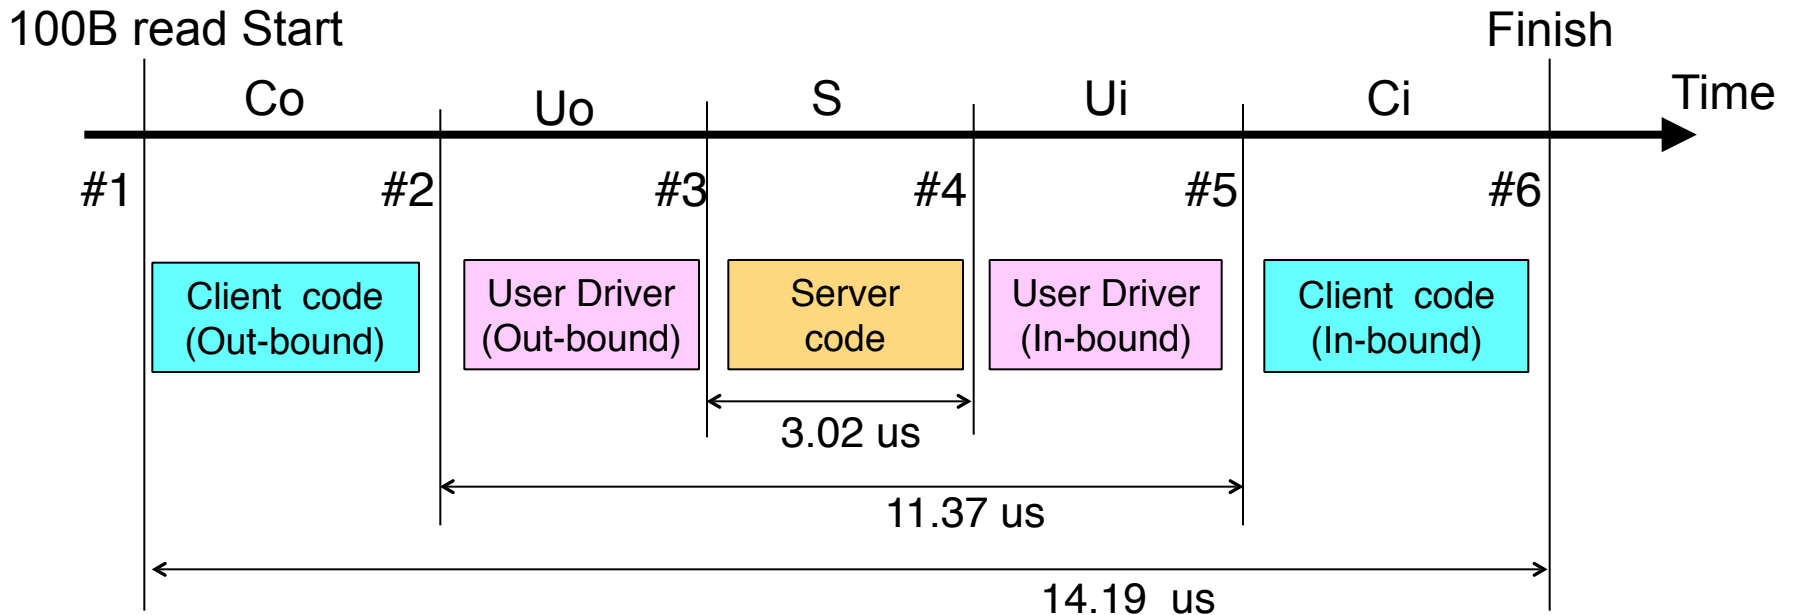 100B read Start
Finish
Co
Uo
S
Ui
Ci
Time
#1
#2
#3
#4
#5
#6
Client code
(Out-bound)
User Driver
(Out-bound)
Server
code
User Driver
(In-bound)
Client code
(In-bound)
3.02 us
11.37 us
14.19 us